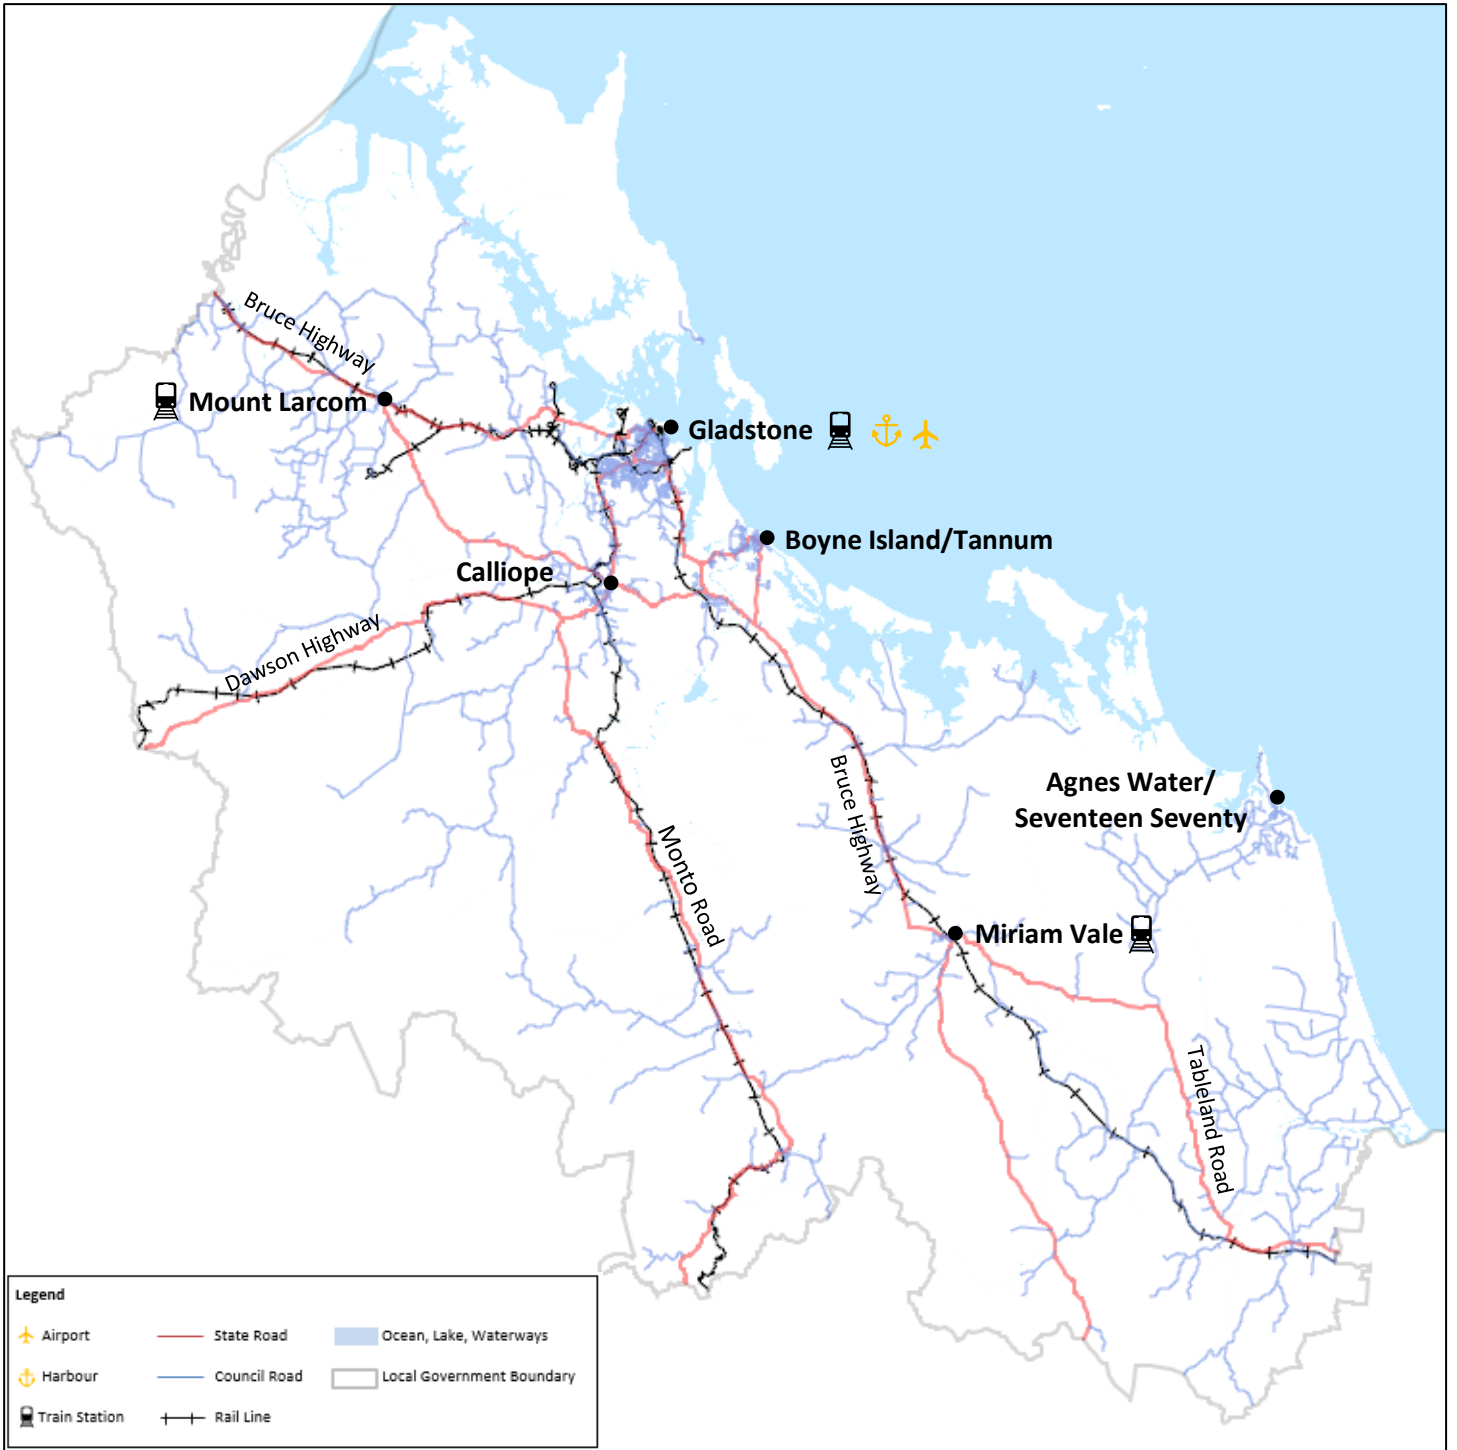 Bruce Highway
Mount Larcom
Gladstone
Boyne Island/Tannum
Calliope
Dawson Highway
Agnes Water/
Seventeen Seventy
Bruce Highway
Monto Road
Miriam Vale
Tableland Road
Legend
Airport
State Road
Ocean, Lake, Waterways
Harbour
Council Road
Local Government Boundary
Train Station
Rail Line